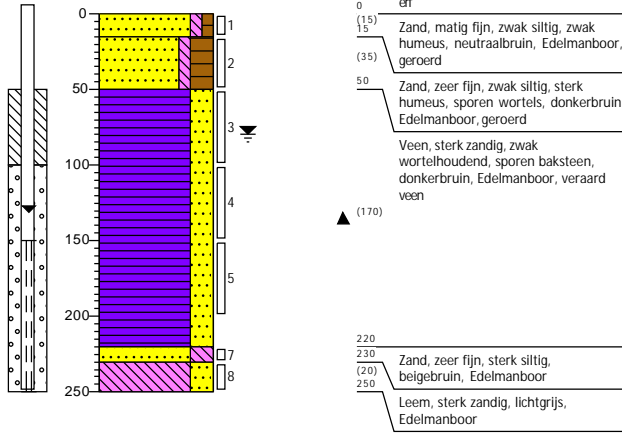 0
50
100
150
200
250
1
2
3
4
5
7
8
0
erf
(15)
15
Zand, matig fijn, zwak siltig, zwak
humeus, neutraalbruin, Edelmanboor,
geroerd
(35)
50
Zand, zeer fijn, zwak siltig, sterk
humeus, sporen wortels, donkerbruin,
Edelmanboor, geroerd
Veen, sterk zandig, zwak
wortelhoudend, sporen baksteen,
donkerbruin, Edelmanboor, veraard
veen
(170)
220
230
Zand, zeer fijn, sterk siltig,
beigebruin, Edelmanboor
(20)
250
Leem, sterk zandig, lichtgrijs,
Edelmanboor